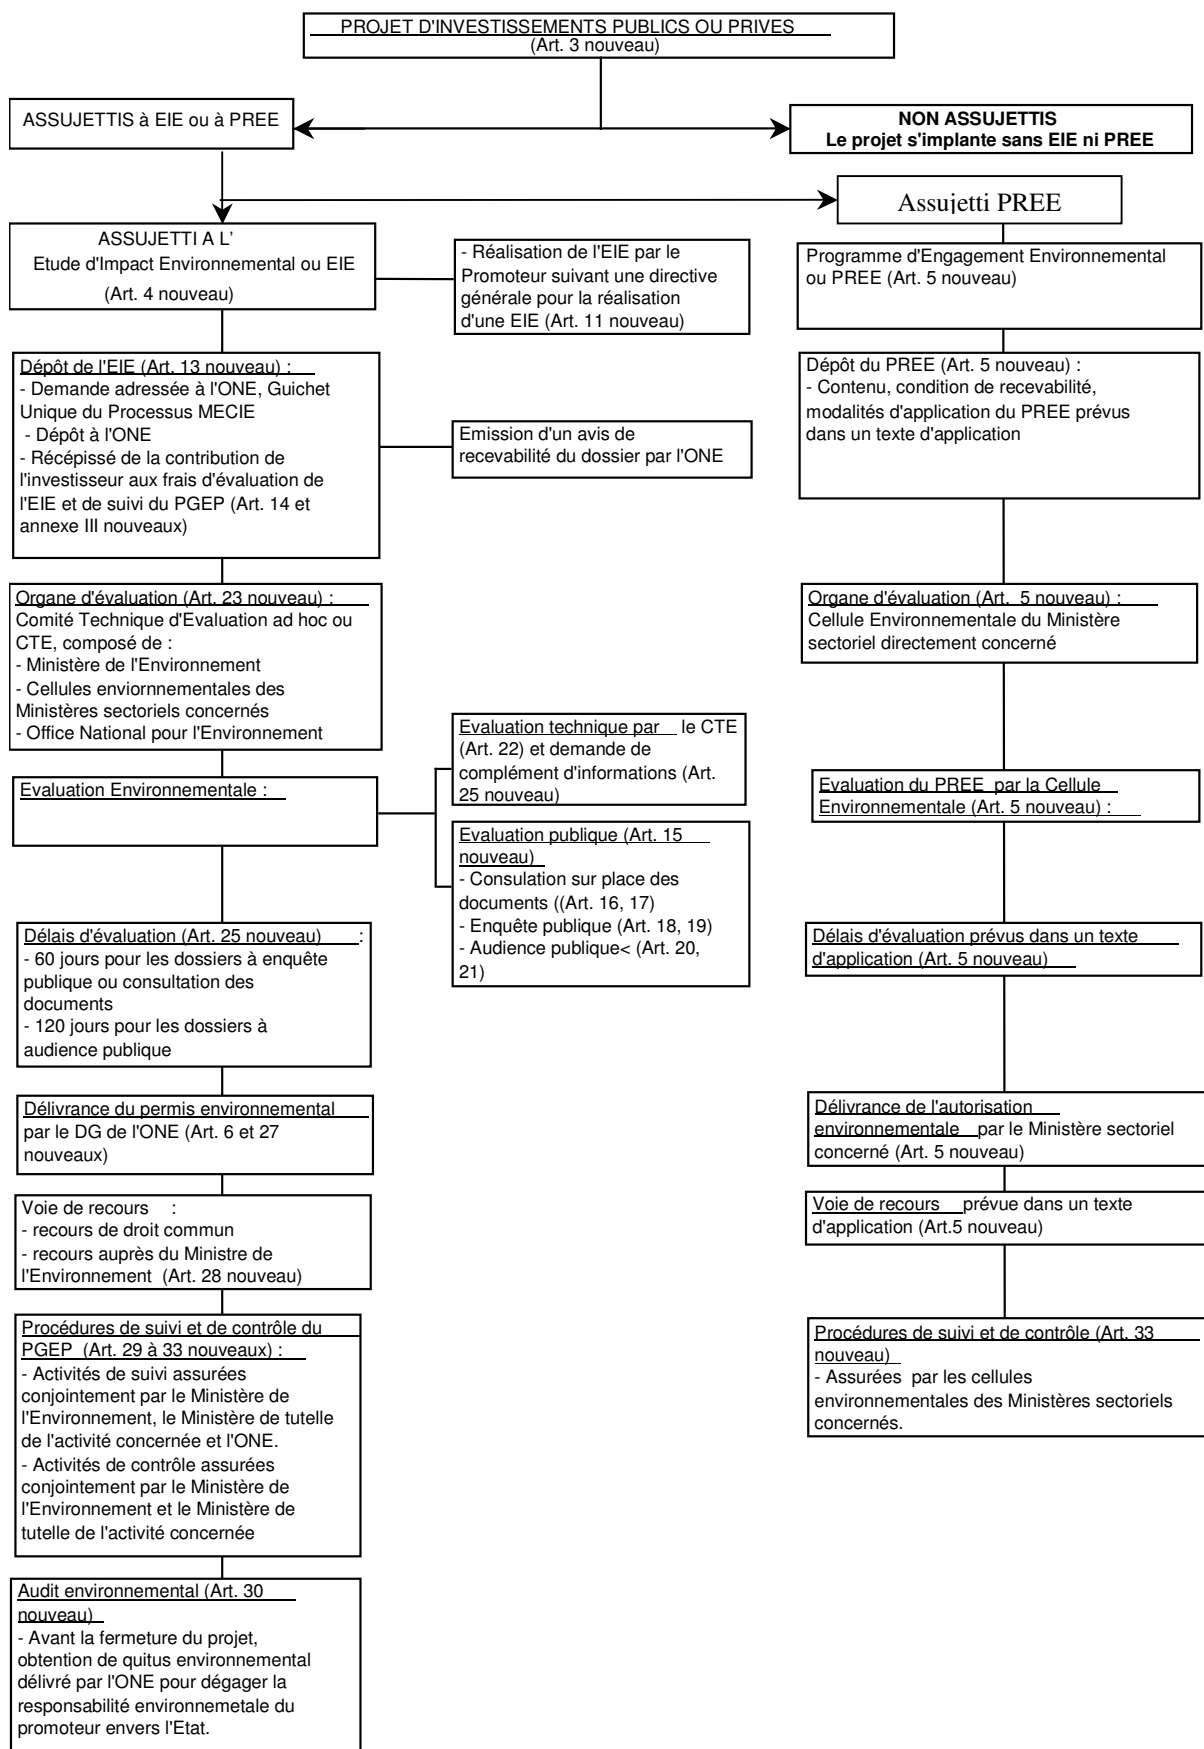 PROJET D'INVESTISSEMENTS PUBLICS OU PRIVES
(Art. 3 nouveau)
ASSUJETTIS à EIE ou à PREE
NON ASSUJETTIS
Le projet s'implante sans EIE ni PREE
Assujetti PREE
ASSUJETTI A L'
Etude d'Impact Environnemental ou EIE
(Art. 4 nouveau)
- Réalisation de l'EIE par le
Promoteur suivant une directive
générale pour la réalisation
d'une EIE (Art. 11 nouveau)
Programme d'Engagement Environnemental
ou PREE (Art. 5 nouveau)
Dépôt de l'EIE (Art. 13 nouveau) :
- Demande adressée à l'ONE, Guichet
Unique du Processus MECIE
- Dépôt à l'ONE
- Récépissé de la contribution de
l'investisseur aux frais d'évaluation de
l'EIE et de suivi du PGEP (Art. 14 et
annexe III nouveaux)
Emission d'un avis de
recevabilité du dossier par l'ONE
Dépôt du PREE (Art. 5 nouveau) :
- Contenu, condition de recevabilité,
modalités d'application du PREE prévus
dans un texte d'application
Organe d'évaluation (Art. 23 nouveau) :
Comité Technique d'Evaluation ad hoc ou
CTE, composé de :
- Ministère de l'Environnement
- Cellules enviornnementales des
Ministères sectoriels concernés
- Office National pour l'Environnement
Organe d'évaluation (Art. 5 nouveau) :
Cellule Environnementale du Ministère
sectoriel directement concerné
Evaluation Environnementale :
Evaluation technique par le CTE
(Art. 22) et demande de
complément d'informations (Art.
25 nouveau)
Evaluation publique (Art. 15
nouveau)
- Consulation sur place des
documents ((Art. 16, 17)
- Enquête publique (Art. 18, 19)
- Audience publique< (Art. 20,
21)
Evaluation du PREE par la Cellule
Environnementale (Art. 5 nouveau) :
Délais d'évaluation (Art. 25 nouveau) :
- 60 jours pour les dossiers à enquête
publique ou consultation des
documents
- 120 jours pour les dossiers à
audience publique
Délais d'évaluation prévus dans un texte
d'application (Art. 5 nouveau)
Délivrance du permis environnemental
par le DG de l'ONE (Art. 6 et 27
nouveaux)
Délivrance de l'autorisation
environnementale par le Ministère sectoriel
concerné (Art. 5 nouveau)
Voie de recours :
- recours de droit commun
- recours auprès du Ministre de
l'Environnement (Art. 28 nouveau)
Voie de recours prévue dans un texte
d'application (Art.5 nouveau)
Procédures de suivi et de contrôle du
PGEP (Art. 29 à 33 nouveaux) :
- Activités de suivi assurées
conjointement par le Ministère de
l'Environnement, le Ministère de tutelle
de l'activité concernée et l'ONE.
- Activités de contrôle assurées
conjointement par le Ministère de
l'Environnement et le Ministère de
tutelle de l'activité concernée
Procédures de suivi et de contrôle (Art. 33
nouveau)
- Assurées par les cellules
environnementales des Ministères sectoriels
concernés.
Audit environnemental (Art. 30
nouveau)
- Avant la fermeture du projet,
obtention de quitus environnemental
délivré par l'ONE pour dégager la
responsabilité environnemetale du
promoteur envers l'Etat.